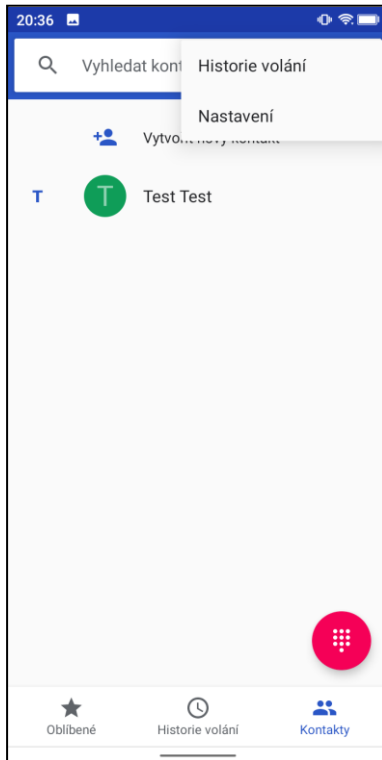 20:36
Vyhledat kont
Historie volání
Nastavení
Vytvořit nový kontakt
T
T
Test Test
Oblíbené
Historie volání
Kontakty